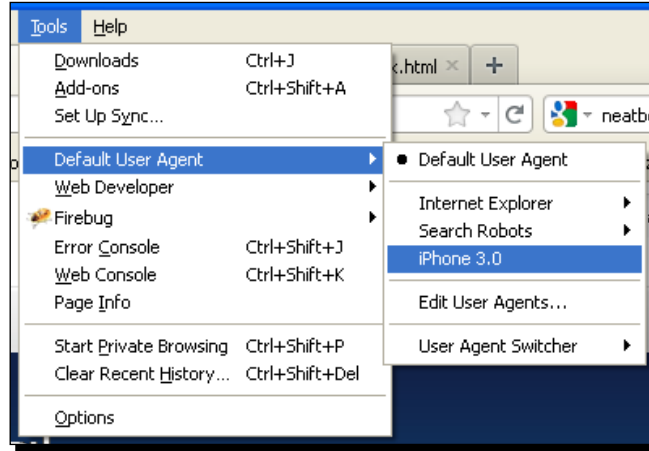 Tools Help
Downloads Ctrl+J
Add-ons Ctrl+Shift+A
Set Up Sync...
Default User Agent
Web Developer
Firebug
Error Console Ctrl+Shift+J
Web Console Ctrl+Shift+K
Page Info
Start Private Browsing Ctrl+Shift+P
Clear Recent History... Ctrl+Shift+Del
Options
.html
Default User Agent
Internet Explorer
Search Robots
iPhone 3.0
Edit User Agents...
User Agent Switcher